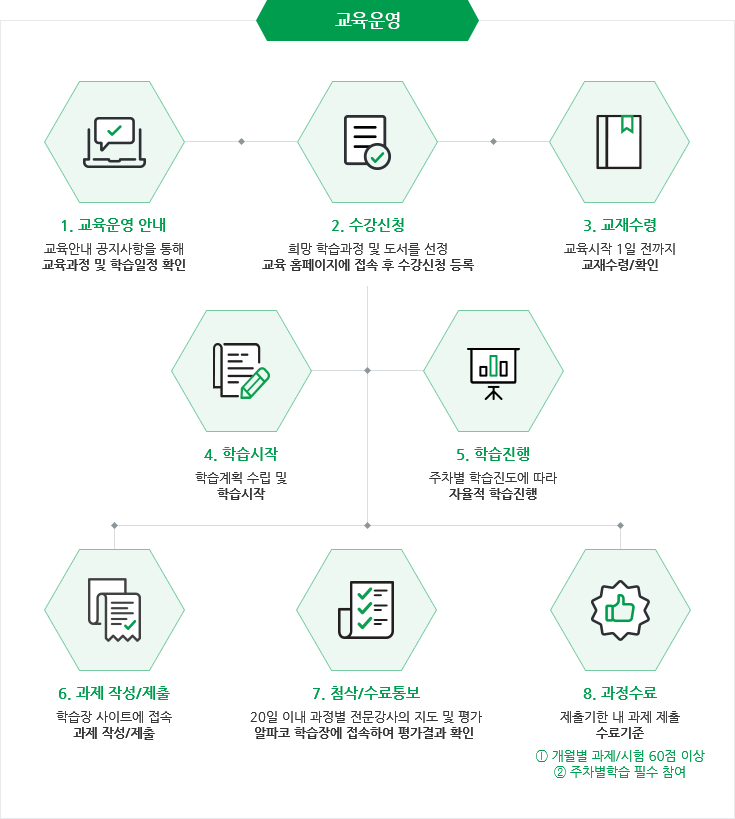 교육운영
1. 교육운영 안내
교육안내 공지사항을 통해
교육과정 및 학습일정 확인
2. 수강신청
희망 학습과정 및 도서를 선정
교육 홈페이지에 접속 후 수강신청 등록
3. 교재수령
교육시작 1일 전까지
교재수령/확인
4. 학습시작
학습계획 수립 및
학습시작
5. 학습진행
주차별 학습진도에 따라
자율적 학습진행
6. 과제 작성/제출
학습장 사이트에 접속
과제 작성/제출
7. 첨삭/수료통보
20일 이내 과정별 전문강사의 지도 및 평가
알파코 학습장에 접속하여 평가결과 확인
8. 과정수료
제출기한 내 과제 제출
수료기준
① 개월별 과제/시험 60점 이상
② 주차별학습 필수 참여